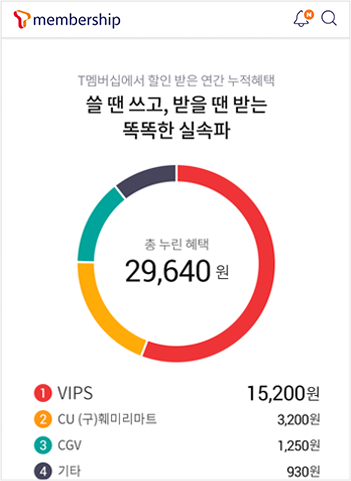 membership
N
T멤버십에서 할인 받은 연간 누적혜택
쓸 땐 쓰고, 받을 땐 받는
똑똑한 실속파
총 누린 혜택
29,640 원
1 VIPS 15,200원
2 CU (구)훼미리마트 3,200원
3 CGV 1,250원
4 기타 930원